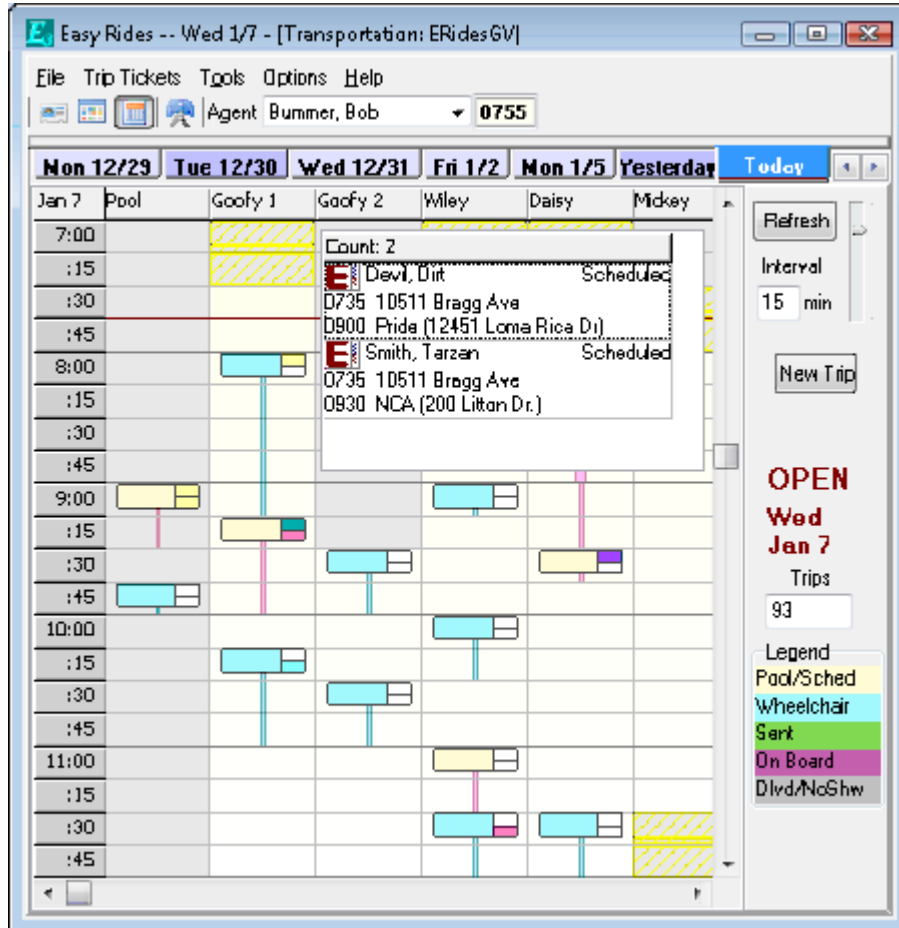 Easy Rides -- Wed 1/7 - [Transportation: ERidesGV]
File Trip Tickets Tools Options Help
Agent Bummer, Bob 0755
Mon 12/29 Tue 12/30 Wed 12/31 Fri 1/2 Mon 1/5 Yesterday Today
Jan 7 Pool Goofy 1 Goofy 2 Wiley Daisy Mickey
Refresh
Interval
15 min
New Trip
OPEN
Wed
Jan 7
Trips
93
Legend
Pool/Sched
Wheelchair
Sent
On Board
Dlvd/NoShw
7:00
:15
:30
:45
8:00
:15
:30
:45
9:00
:15
:30
:45
10:00
:15
:30
:45
11:00
:15
:30
:45
Count: 2
E Devil, Dirt Scheduled
0735 10511 Bragg Ave
0900 Pride (12451 Loma Rica Dr)
E Smith, Tarzan Scheduled
0735 10511 Bragg Ave
0930 NCA (200 Litton Dr.)